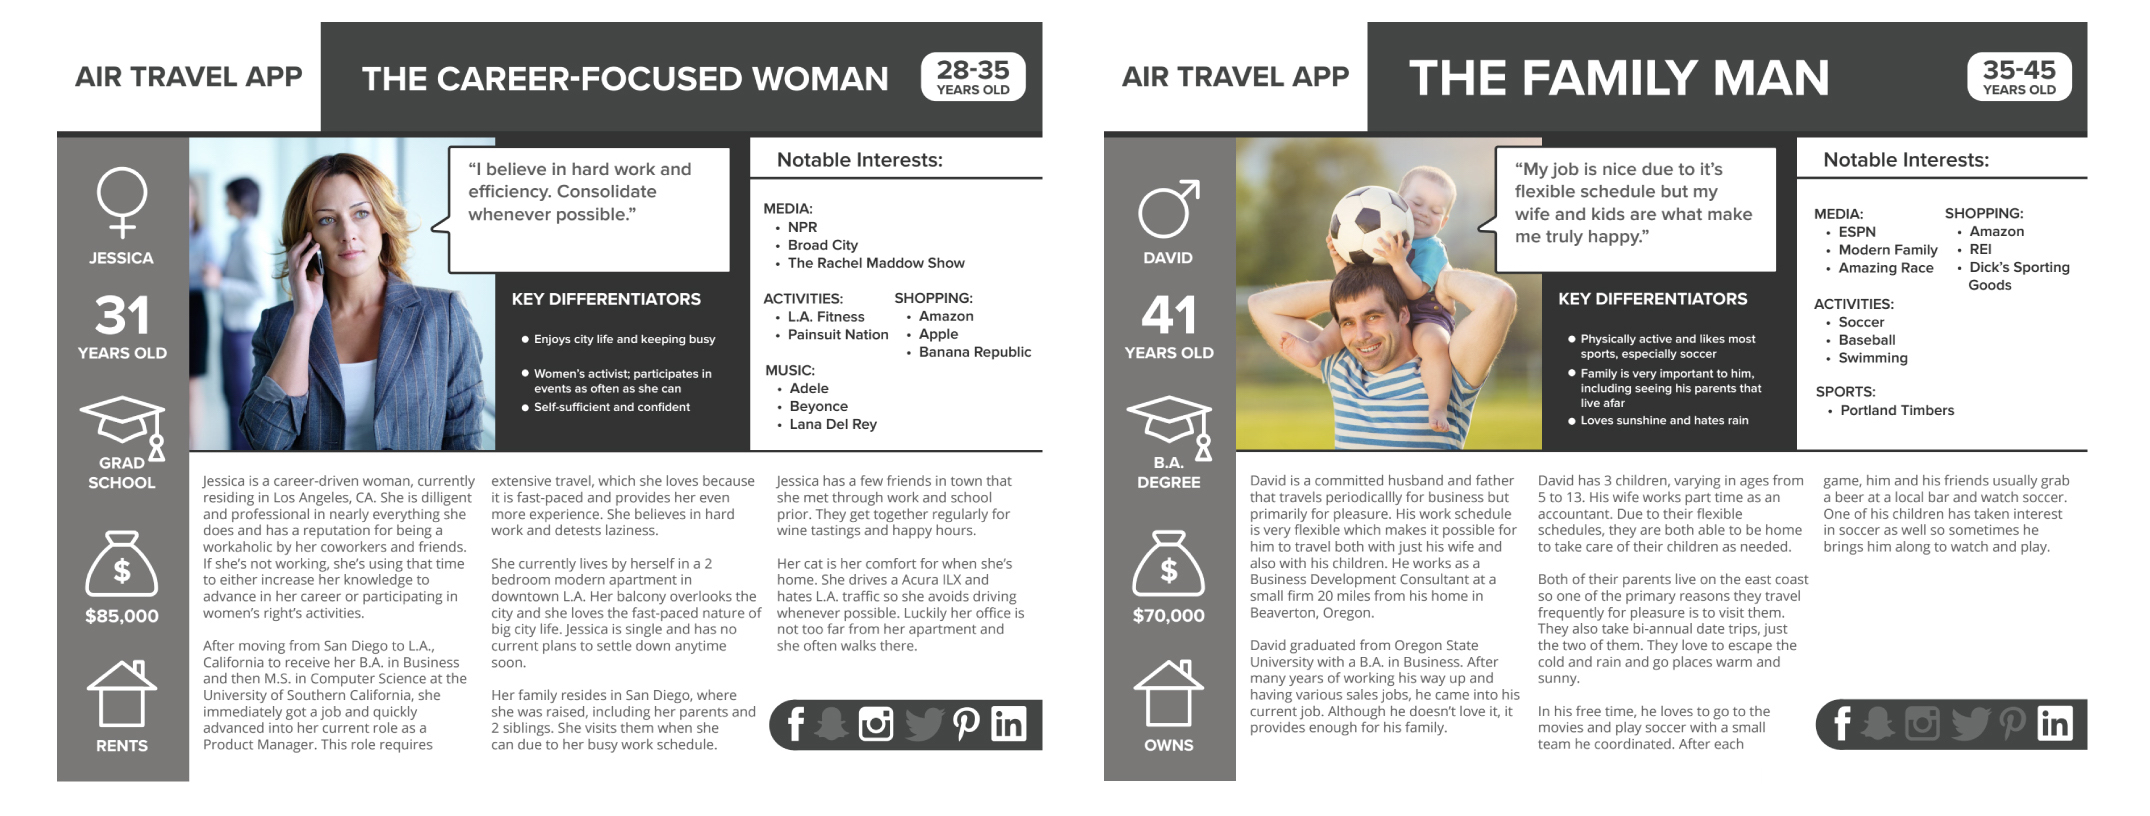 AIR TRAVEL APP
THE CAREER-FOCUSED WOMAN
28-35
YEARS OLD
JESSICA
31
YEARS OLD
GRAD
SCHOOL
$
$85,000
RENTS
“I believe in hard work and
efficiency. Consolidate
whenever possible.”
KEY DIFFERENTIATORS
• Enjoys city life and keeping busy
• Women’s activist; participates in
events as often as she can
• Self-sufficient and confident
Notable Interests:
MEDIA:
• NPR
• Broad City
• The Rachel Maddow Show
ACTIVITIES:
• L.A. Fitness
• Painsuit Nation
SHOPPING:
• Amazon
• Apple
• Banana Republic
MUSIC:
• Adele
• Beyonce
• Lana Del Rey
Jessica is a career-driven woman, currently
residing in Los Angeles, CA. She is dilligent
and professional in nearly everything she
does and has a reputation for being a
workaholic by her coworkers and friends.
If she’s not working, she’s using that time
to either increase her knowledge to
advance in her career or participating in
women’s right’s activities.
After moving from San Diego to L.A.,
California to receive her B.A. in Business
and then M.S. in Computer Science at the
University of Southern California, she
immediately got a job and quickly
advanced into her current role as a
Product Manager. This role requires
extensive travel, which she loves because
it is fast-paced and provides her even
more experience. She believes in hard
work and detests laziness.
She currently lives by herself in a 2
bedroom modern apartment in
downtown L.A. Her balcony overlooks the
city and she loves the fast-paced nature of
big city life. Jessica is single and has no
current plans to settle down anytime
soon.
Her family resides in San Diego, where
she was raised, including her parents and
2 siblings. She visits them when she
can due to her busy work schedule.
Jessica has a few friends in town that
she met through work and school
prior. They get together regularly for
wine tastings and happy hours.
Her cat is her comfort for when she’s
home. She drives a Acura ILX and
hates L.A. traffic so she avoids driving
whenever possible. Luckily her office is
not too far from her apartment and
she often walks there.
AIR TRAVEL APP
THE FAMILY MAN
35-45
YEARS OLD
DAVID
41
YEARS OLD
B.A.
DEGREE
$
$70,000
OWNS
“My job is nice due to it’s
flexible schedule but my
wife and kids are what make
me truly happy.”
KEY DIFFERENTIATORS
• Physically active and likes most
sports, especially soccer
• Family is very important to him,
including seeing his parents that
live afar
• Loves sunshine and hates rain
Notable Interests:
MEDIA:
• ESPN
• Modern Family
• Amazing Race
SHOPPING:
• Amazon
• REI
• Dick’s Sporting
Goods
ACTIVITIES:
• Soccer
• Baseball
• Swimming
SPORTS:
• Portland Timbers
David is a committed husband and father
that travels periodicallly for business but
primarily for pleasure. His work schedule
is very flexible which makes it possible for
him to travel both with just his wife and
also with his children. He works as a
Business Development Consultant at a
small firm 20 miles from his home in
Beaverton, Oregon.
David graduated from Oregon State
University with a B.A. in Business. After
many years of working his way up and
having various sales jobs, he came into his
current job. Although he doesn’t love it, it
provides enough for his family.
David has 3 children, varying in ages from
5 to 13. His wife works part time as an
accountant. Due to their flexible
schedules, they are both able to be home
to take care of their children as needed.
Both of their parents live on the east coast
so one of the primary reasons they travel
frequently for pleasure is to visit them.
They also take bi-annual date trips, just
the two of them. They love to escape the
cold and rain and go places warm and
sunny.
In his free time, he loves to go to the
movies and play soccer with a small
team he coordinated. After each
game, him and his friends usually grab
a beer at a local bar and watch soccer.
One of his children has taken interest
in soccer as well so sometimes he
brings him along to watch and play.